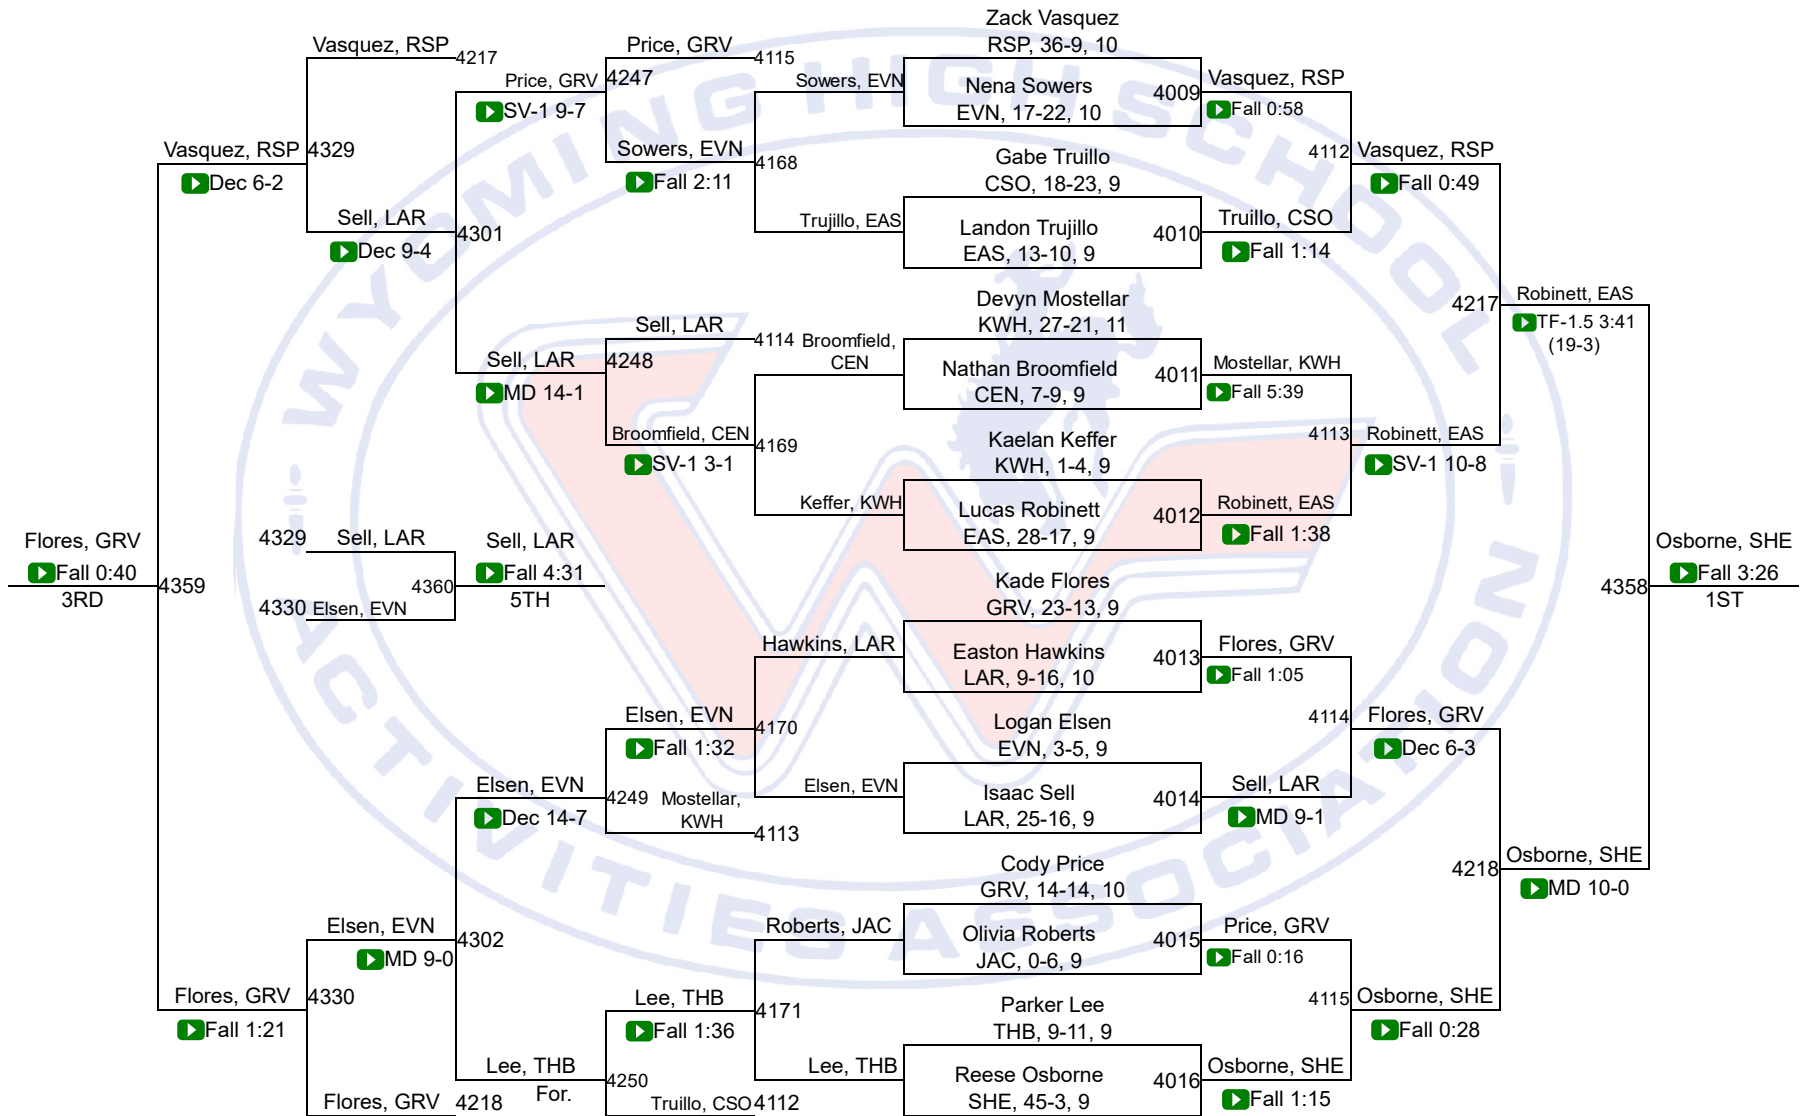 WYOMING HIGH SCHOOL
ACTIVITIES ASSOCIATION
Zack Vasquez
RSP, 36-9, 10
Nena Sowers
EVN, 17-22, 10
4009
Vasquez, RSP
Fall 0:58
Gabe Truillo
CSO, 18-23, 9
Landon Trujillo
EAS, 13-10, 9
4010
Truillo, CSO
Fall 1:14
4112
Vasquez, RSP
Fall 0:49
Devyn Mostellar
KWH, 27-21, 11
Nathan Broomfield
CEN, 7-9, 9
4011
Mostellar, KWH
Fall 5:39
Kaelan Keffer
KWH, 1-4, 9
Lucas Robinett
EAS, 28-17, 9
4012
Robinett, EAS
Fall 1:38
4113
Robinett, EAS
SV-1 10-8
4217
Robinett, EAS
TF-1.5 3:41
(19-3)
Kade Flores
GRV, 23-13, 9
Easton Hawkins
LAR, 9-16, 10
4013
Flores, GRV
Fall 1:05
Logan Elsen
EVN, 3-5, 9
Isaac Sell
LAR, 25-16, 9
4014
Sell, LAR
MD 9-1
4114
Flores, GRV
Dec 6-3
Cody Price
GRV, 14-14, 10
Olivia Roberts
JAC, 0-6, 9
4015
Price, GRV
Fall 0:16
Parker Lee
THB, 9-11, 9
Reese Osborne
SHE, 45-3, 9
4016
Osborne, SHE
Fall 1:15
4115
Osborne, SHE
Fall 0:28
4218
Osborne, SHE
MD 10-0
4358
Osborne, SHE
Fall 3:26
1ST
Sowers, EVN
Trujillo, EAS
4168
Sowers, EVN
Fall 2:11
Price, GRV
4115
4247
Price, GRV
SV-1 9-7
Broomfield,
CEN
Keffer, KWH
4169
Broomfield, CEN
SV-1 3-1
Sell, LAR
4114
4248
Sell, LAR
MD 14-1
4301
Sell, LAR
Dec 9-4
Vasquez, RSP
4217
4329
Vasquez, RSP
Dec 6-2
Hawkins, LAR
Elsen, EVN
4170
Elsen, EVN
Fall 1:32
Mostellar,
KWH
4113
4249
Elsen, EVN
Dec 14-7
Roberts, JAC
Lee, THB
4171
Lee, THB
Fall 1:36
Truillo, CSO
4112
4250
Lee, THB
For.
4302
Elsen, EVN
MD 9-0
Flores, GRV
4218
4330
Flores, GRV
Fall 1:21
4359
Flores, GRV
Fall 0:40
3RD
4329
Sell, LAR
4330
Elsen, EVN
4360
Sell, LAR
Fall 4:31
5TH